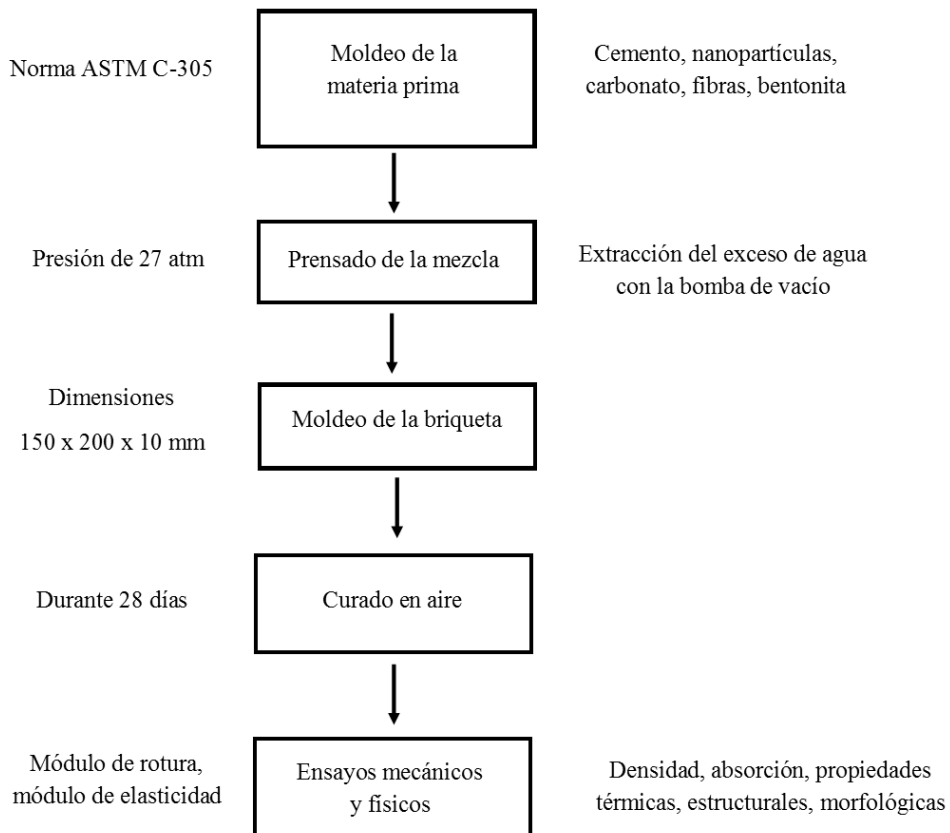 Norma ASTM C-305
Moldeo de la
materia prima
Cemento, nanopartículas,
carbonato, fibras, bentonita
Presión de 27 atm
Prensado de la mezcla
Extracción del exceso de agua
con la bomba de vacío
Dimensiones
150 x 200 x 10 mm
Moldeo de la briqueta
Durante 28 días
Curado en aire
Módulo de rotura,
módulo de elasticidad
Ensayos mecánicos
y físicos
Densidad, absorción, propiedades
térmicas, estructurales, morfológicas